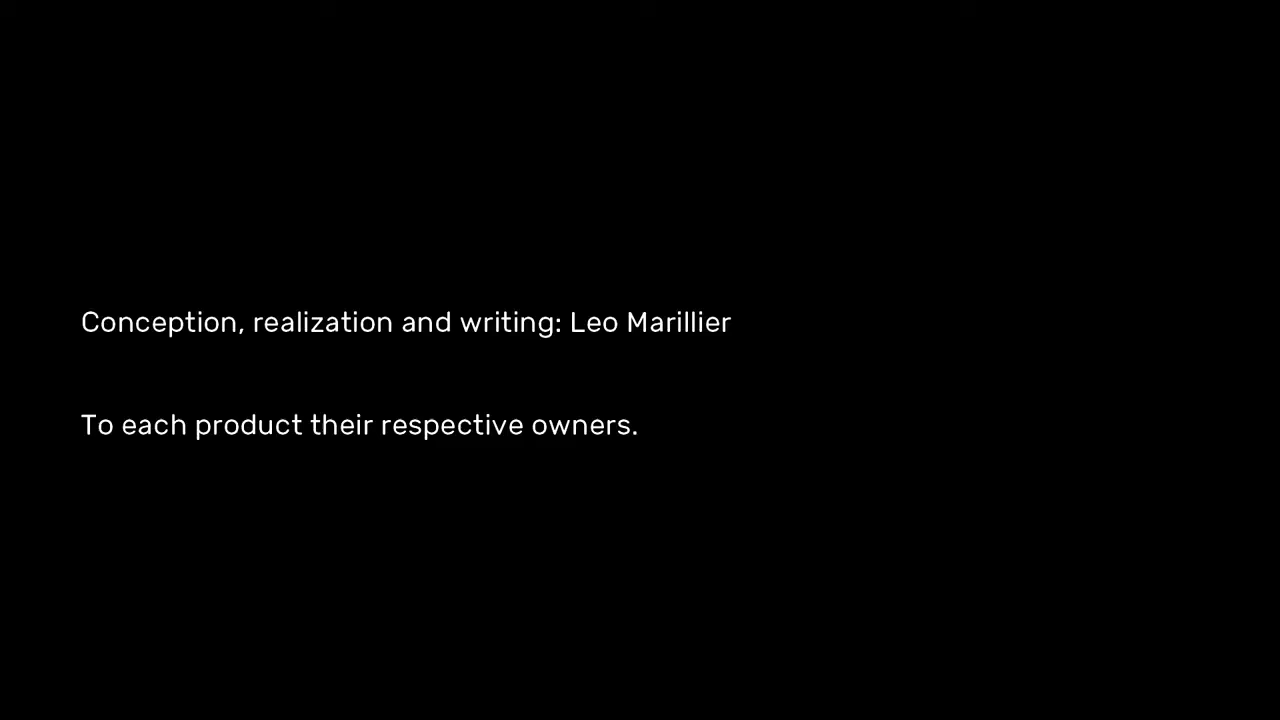 Conception, realization and writing: Leo Marillier
To each product their respective owners.